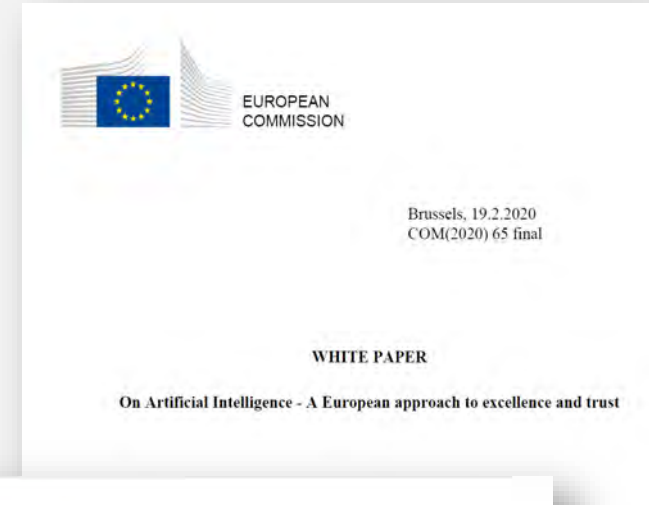 EUROPEAN
COMMISSION
Brussels, 19.2.2020
COM(2020) 65 final
WHITE PAPER
On Artificial Intelligence - A European approach to excellence and trust